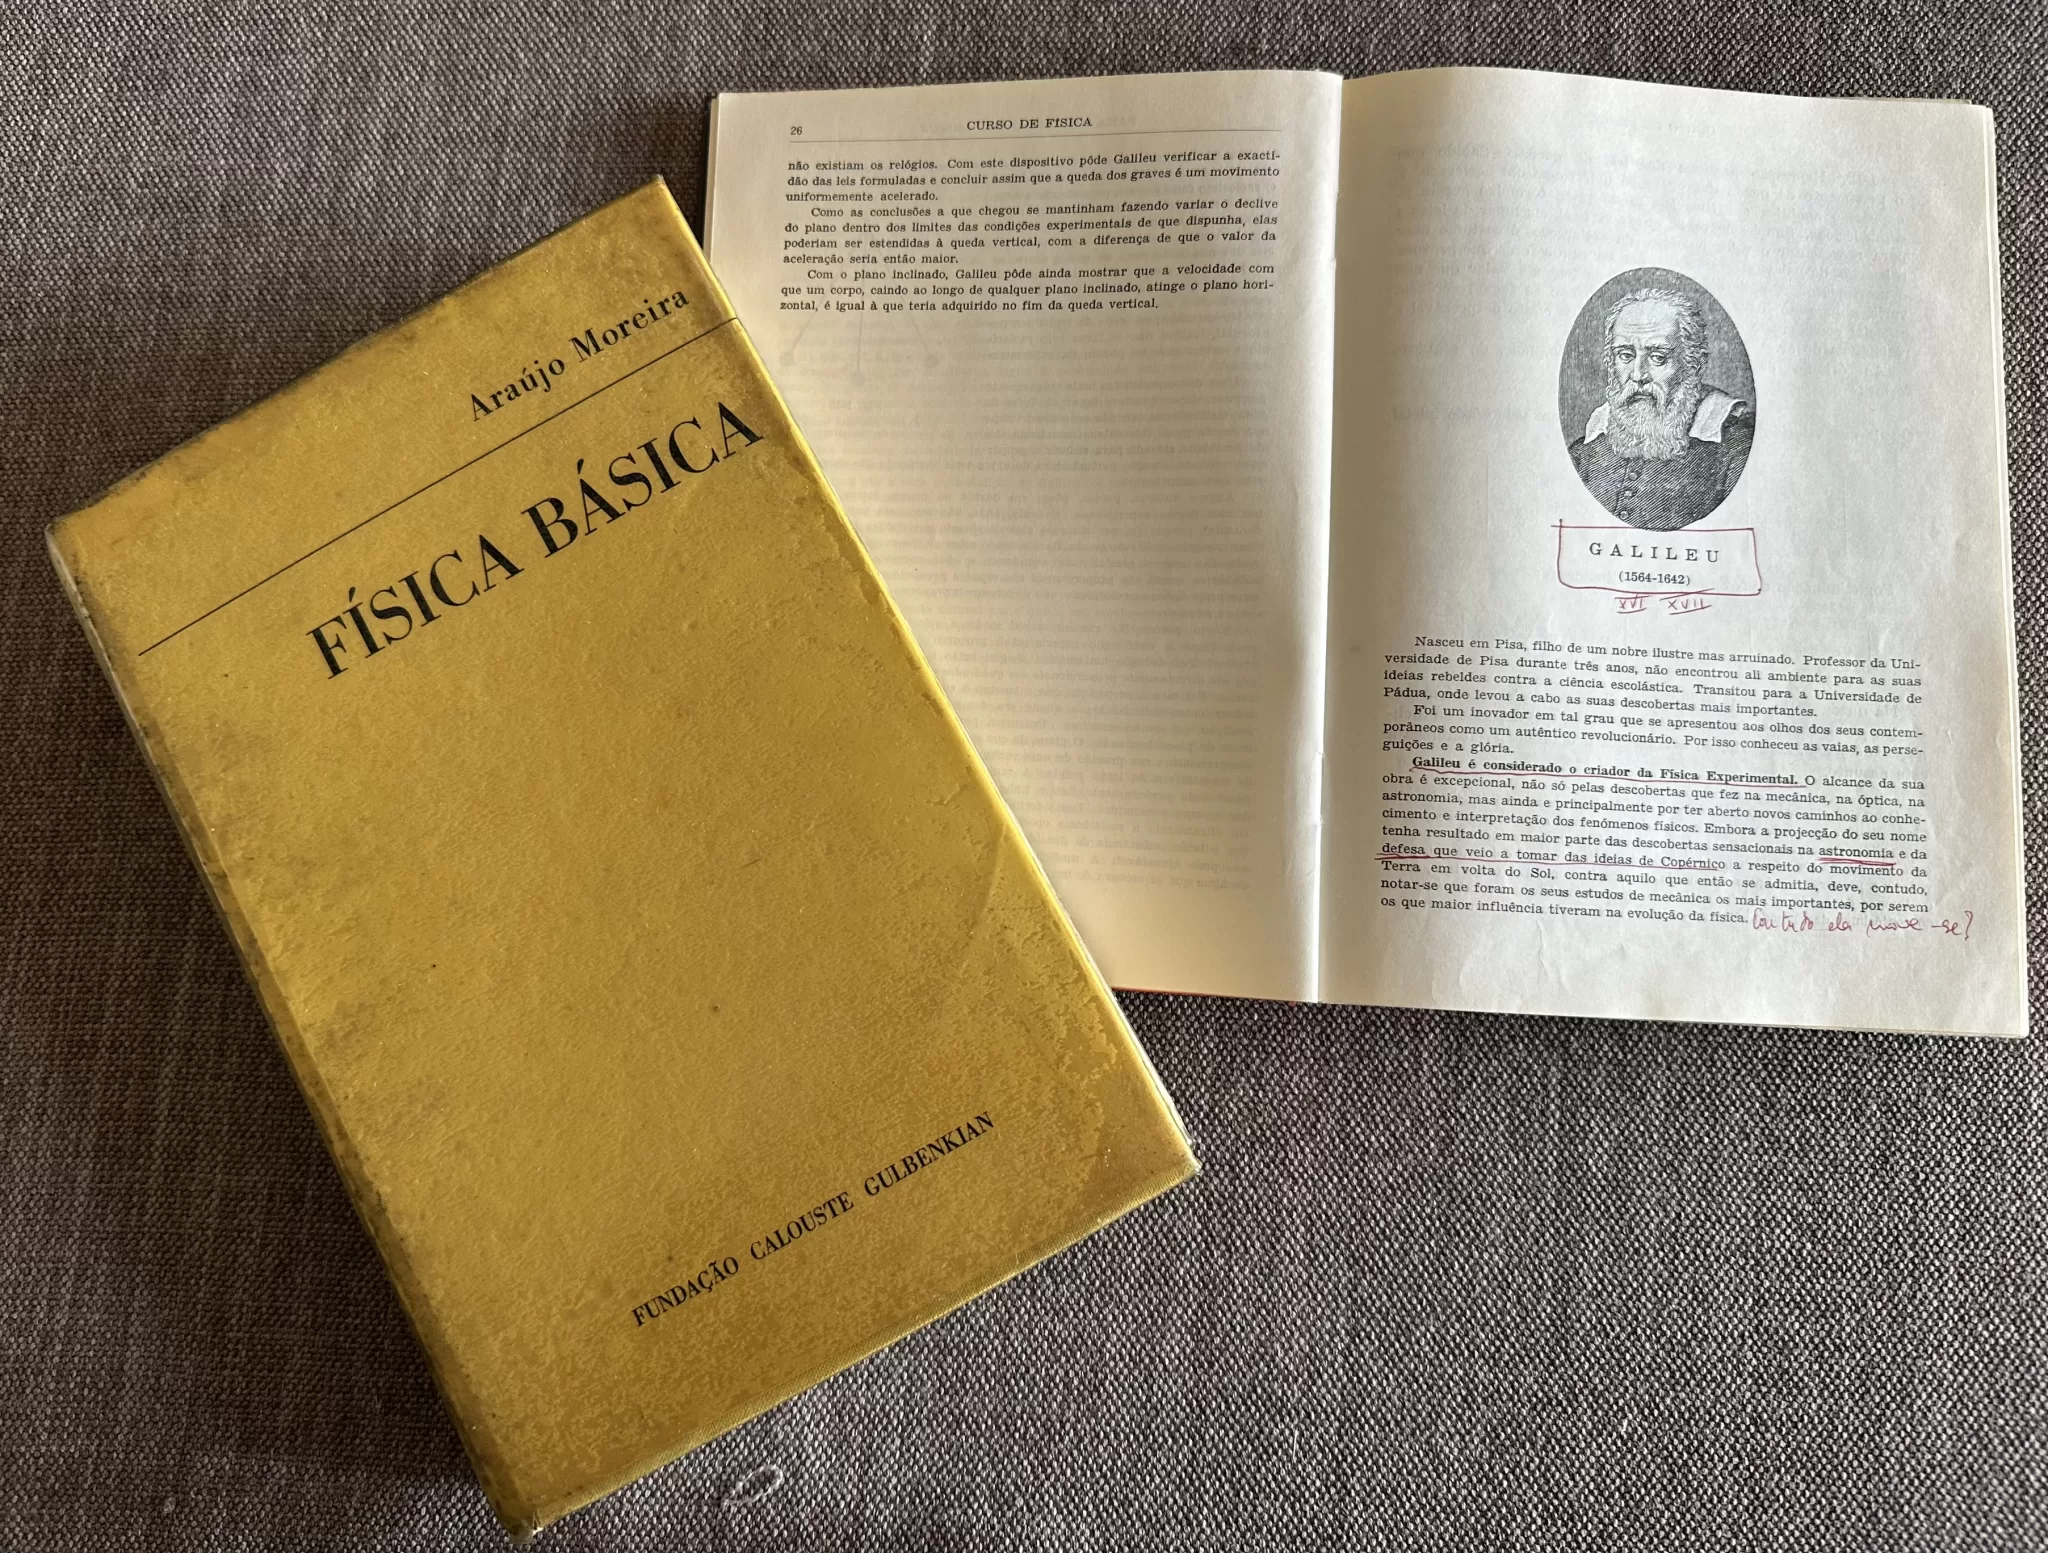 Araújo Moreira
FÍSICA BÁSICA
FUNDAÇÃO CALOUSTE GULBENKIAN
26
CURSO DE FÍSICA
não existiam os relógios. Com este dispositivo pôde Galileu verificar a exacti-
dão das leis formuladas e concluir assim que a queda dos graves é um movimento
uniformemente acelerado.
Como as conclusões a que chegou se mantinham fazendo variar o declive
do plano dentro dos limites das condições experimentais de que dispunha, elas
poderiam ser estendidas à queda vertical, com a diferença de que o valor da
aceleração seria então maior.
Com o plano inclinado, Galileu pôde ainda mostrar que a velocidade com
que um corpo, caindo ao longo de qualquer plano inclinado, atinge o plano hori-
zontal, é igual à que teria adquirido no fim da queda vertical.
GALILEU
(1564-1642)
XVI XVII
Nasceu em Pisa, filho de um nobre ilustre mas arruinado. Professor da Uni-
versidade de Pisa durante três anos, não encontrou ali ambiente para as suas
ideias rebeldes contra a ciência escolástica. Transitou para a Universidade de
Pádua, onde levou a cabo as suas descobertas mais importantes.
Foi um inovador em tal grau que se apresentou aos olhos dos seus contem-
porâneos como um autêntico revolucionário. Por isso conheceu as vaias, as perse-
guições e a glória.
Galileu é considerado o criador da Física Experimental. O alcance da sua
obra é excepcional, não só pelas descobertas que fez na mecânica, na óptica, na
astronomia, mas ainda e principalmente por ter aberto novos caminhos ao conhe-
cimento e interpretação dos fenómenos físicos. Embora a projecção do seu nome
tenha resultado em maior parte das descobertas sensacionais na astronomia e da
defesa que veio a tomar das ideias de Copérnico a respeito do movimento da
Terra em volta do Sol, contra aquilo que então se admitia, deve, contudo,
notar-se que foram os seus estudos de mecânica os mais importantes, por serem
os que maior influência tiveram na evolução da física. Contudo ela move-se?